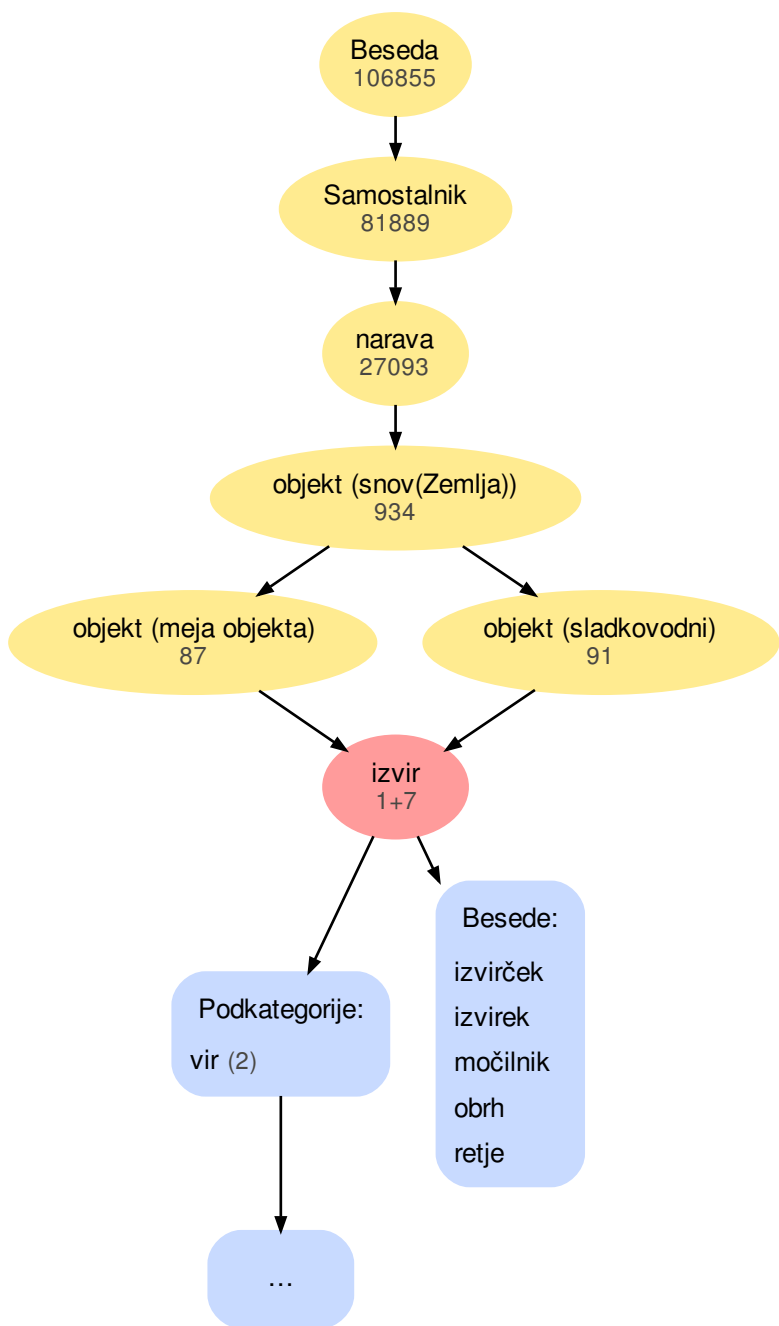 Beseda
106855
Samostalnik
81889
narava
27093
objekt (snov(Zemlja))
934
objekt (meja objekta)
87
objekt (sladkovodni)
91
izvir
1+7
Podkategorije:
vir (2)
...
Besede:
izvirček
izvirek
močilnik
obrh
retje